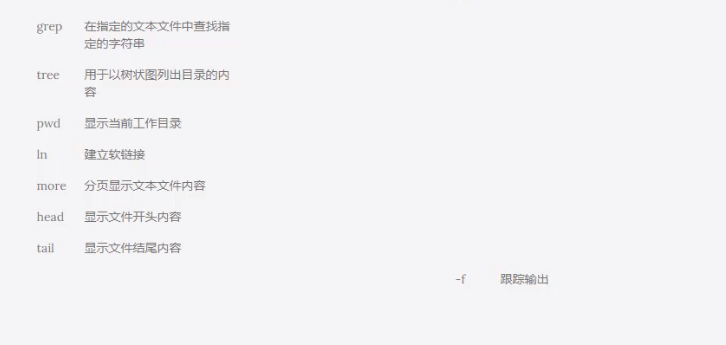 grep 在指定的文本文件中查找指
定的字符串
tree 用于以树状图列出目录的内
容
pwd 显示当前工作目录
ln 建立软链接
more 分页显示文本文件内容
head 显示文件开头内容
tail 显示文件结尾内容
-f 跟踪输出